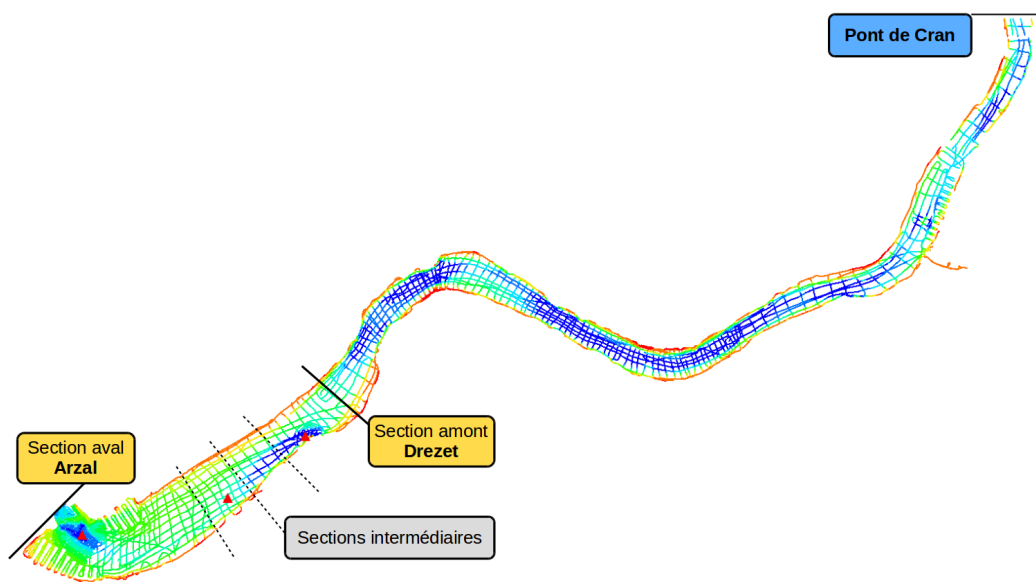 Pont de Cran
Section aval
Arzal
Section amont
Drezet
Sections intermédiaires